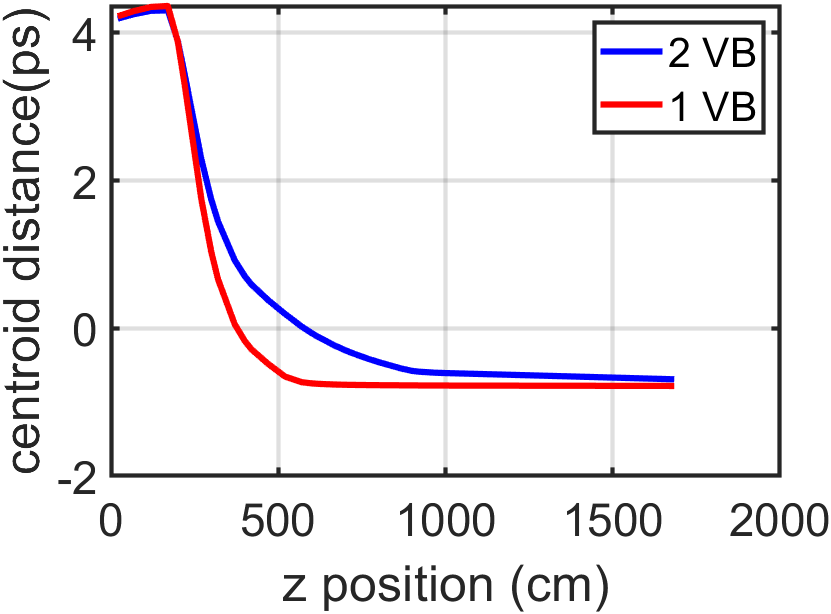 centroid distance(ps)
4
2
0
-2
2 VB
1 VB
0
500
1000
1500
2000
z position (cm)